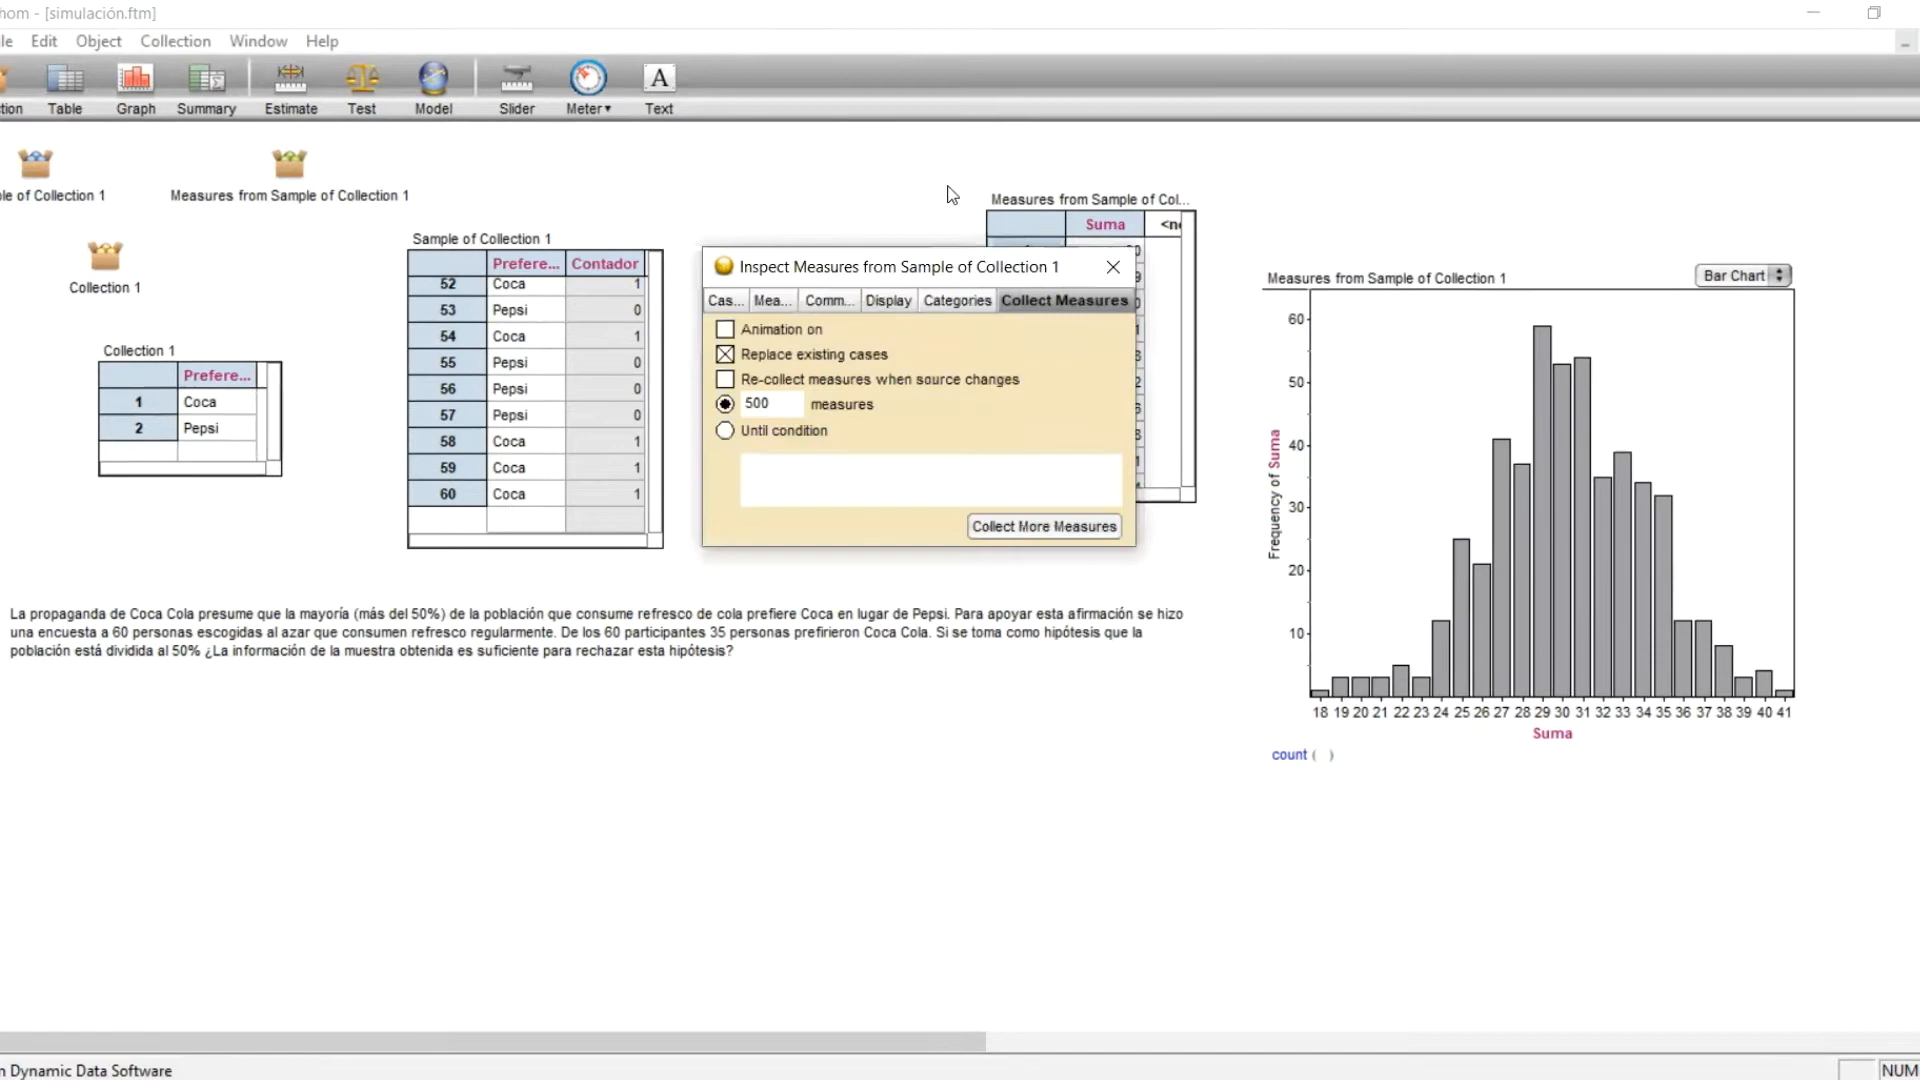 hom - [simulación.ftm]
le Edit Object Collection Window Help
tion Table Graph Summary Estimate Test Model Slider Meter Text
le of Collection 1
Measures from Sample of Collection 1
Collection 1
Collection 1
Prefere...
1 Coca
2 Pepsi
Sample of Collection 1
Prefere... Contador
52 Coca 1
53 Pepsi 0
54 Coca 1
55 Pepsi 0
56 Pepsi 0
57 Pepsi 0
58 Coca 1
59 Coca 1
60 Coca 1
Measures from Sample of Col...
Suma
Inspect Measures from Sample of Collection 1
Cas... Mea... Comm... Display Categories Collect Measures
Animation on
Replace existing cases
Re-collect measures when source changes
500 measures
Until condition
Collect More Measures
Measures from Sample of Collection 1
Bar Chart
Frequency of Suma
60
50
40
30
20
10
18 19 20 21 22 23 24 25 26 27 28 29 30 31 32 33 34 35 36 37 38 39 40 41
Suma
count ( )
La propaganda de Coca Cola presume que la mayoría (más del 50%) de la población que consume refresco de cola prefiere Coca en lugar de Pepsi. Para apoyar esta afirmación se hizo
una encuesta a 60 personas escogidas al azar que consumen refresco regularmente. De los 60 participantes 35 personas prefirieron Coca Cola. Si se toma como hipótesis que la
población está dividida al 50% ¿La información de la muestra obtenida es suficiente para rechazar esta hipótesis?
n Dynamic Data Software
NUM